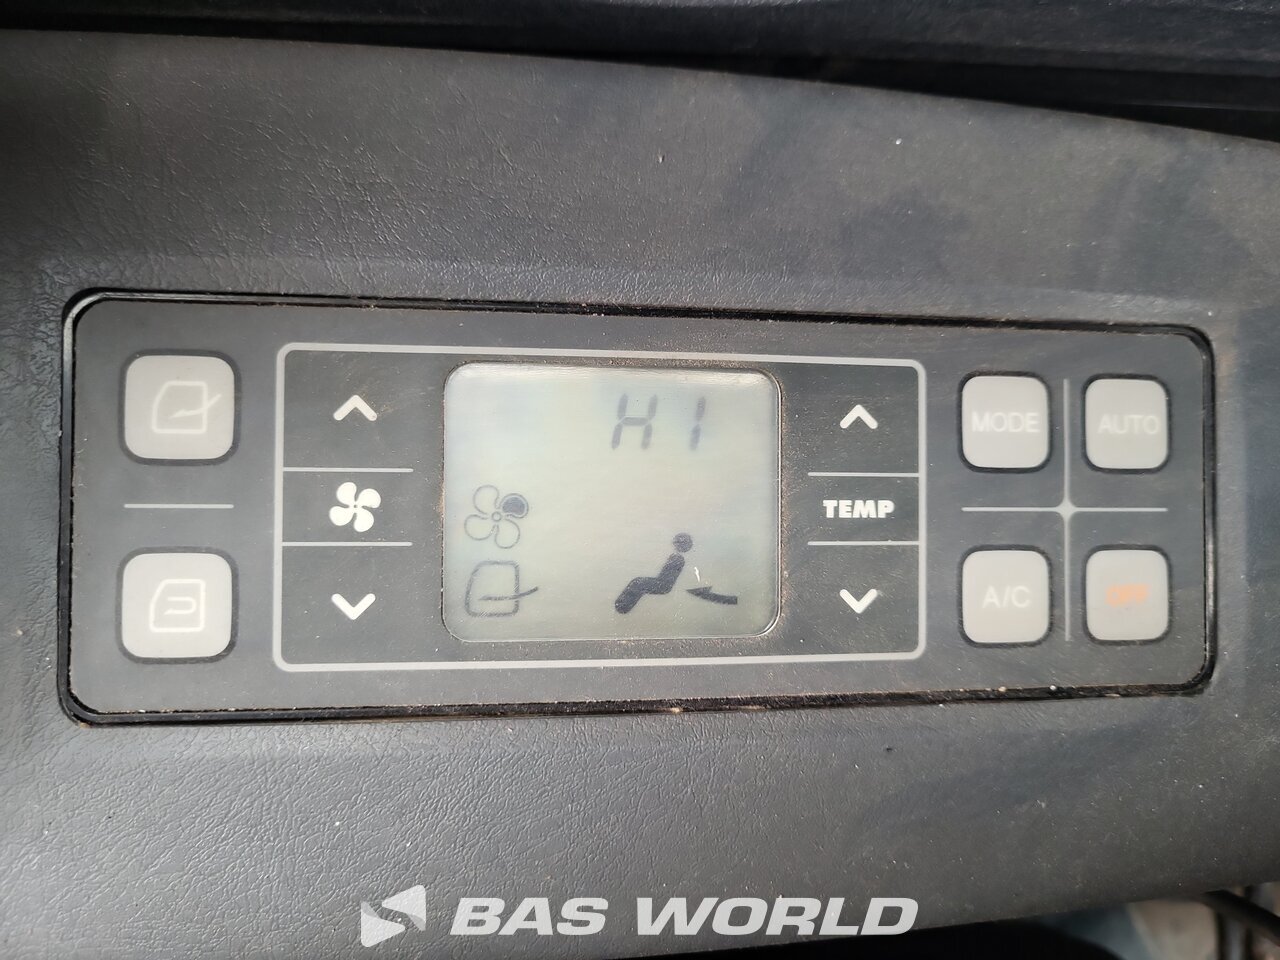 HI
MODE
AUTO
TEMP
A/C
OFF
BAS WORLD